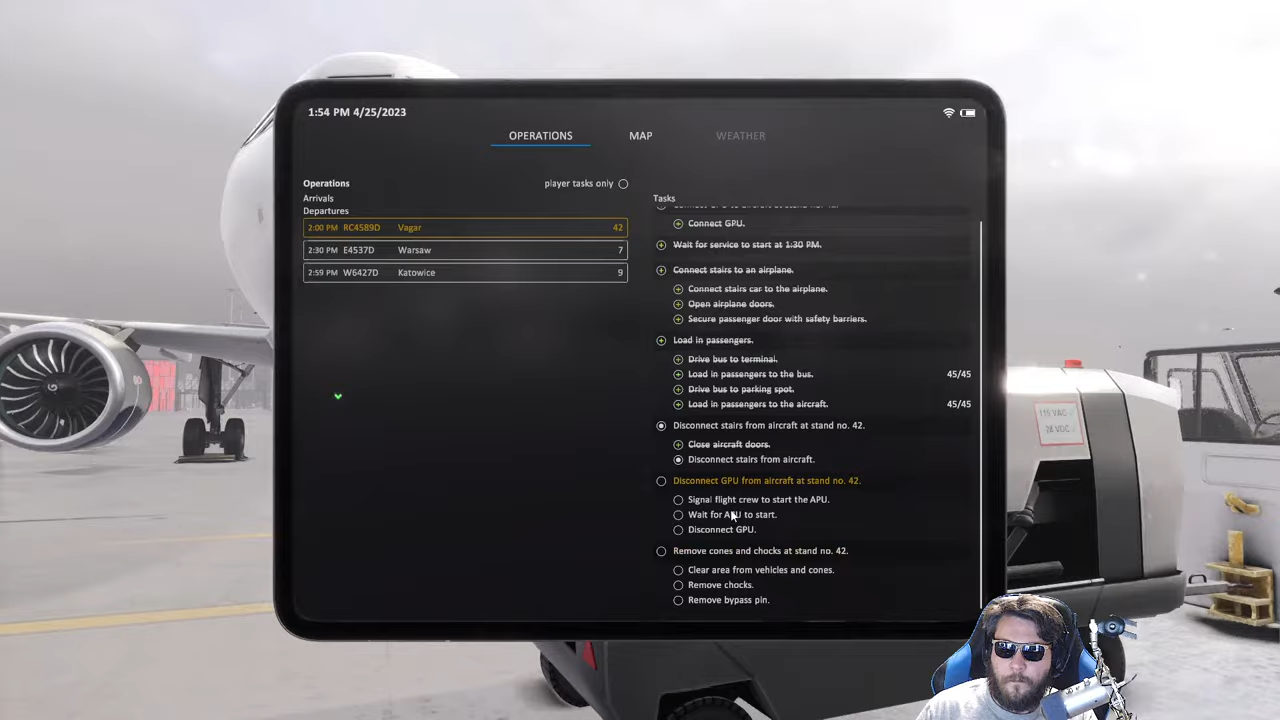 1:54 PM 4/25/2023
OPERATIONS
MAP
WEATHER
Operations
player tasks only
Arrivals
Departures
2:00 PM RC4589D Vagar 42
2:30 PM E4537D Warsaw 7
2:59 PM W6427D Katowice 9
Tasks
Connect GPU.
Wait for service to start at 1:30 PM.
Connect stairs to an airplane.
Connect stairs car to the airplane.
Open airplane doors.
Secure passenger door with safety barriers.
Load in passengers.
Drive bus to terminal.
Load in passengers to the bus. 45/45
Drive bus to parking spot.
Load in passengers to the aircraft. 45/45
Disconnect stairs from aircraft at stand no. 42.
Close aircraft doors.
Disconnect stairs from aircraft.
Disconnect GPU from aircraft at stand no. 42.
Signal flight crew to start the APU.
Wait for APU to start.
Disconnect GPU.
Remove cones and chocks at stand no. 42.
Clear area from vehicles and cones.
Remove chocks.
Remove bypass pin.
115 VAC
28 VDC